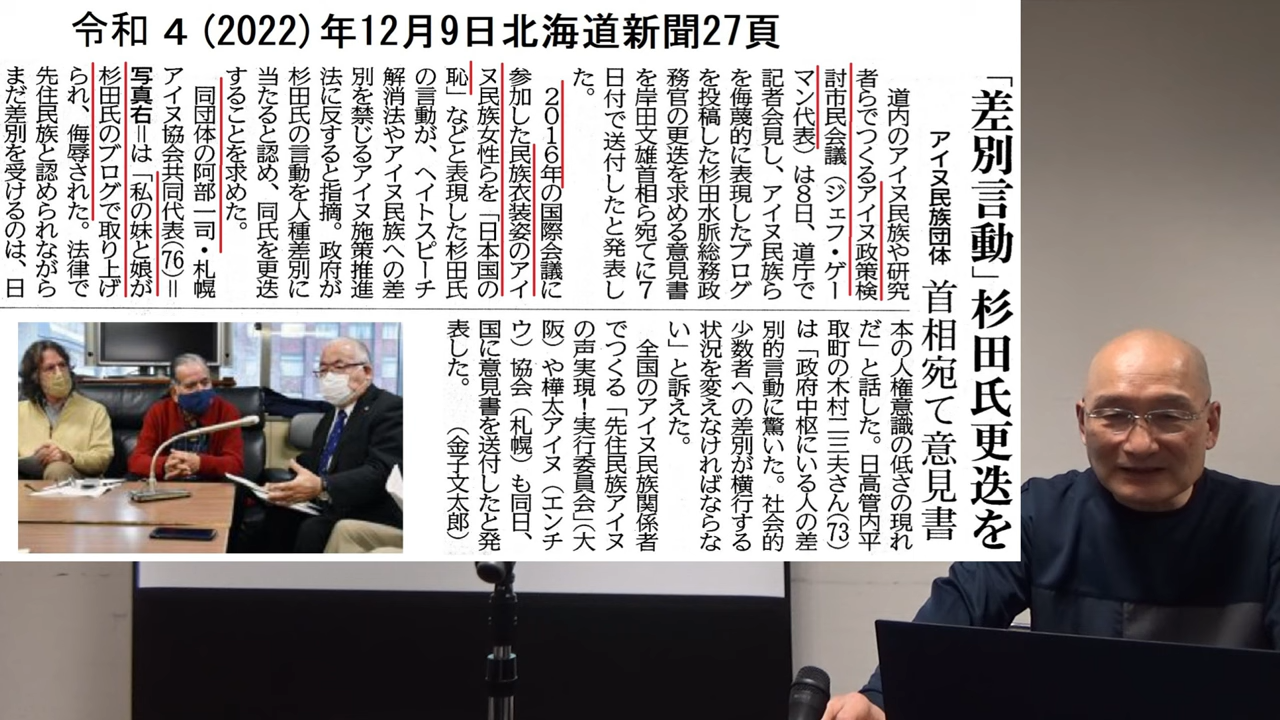 令和４(2022)年12月9日北海道新聞27頁
「差別言動」杉田氏更迭を
アイヌ民族団体　首相宛て意見書
道内のアイヌ民族や研究
者らでつくるアイヌ政策検
討市民会議（ジェフ・ゲー
マン代表）は８日、道庁で
記者会見し、アイヌ民族ら
を侮蔑的に表現したブログ
を投稿した杉田水脈総務政
務官の更迭を求める意見書
を岸田文雄首相ら宛てに７
日付で送付したと発表し
た。
２０１６年の国際会議に
参加した民族衣装姿のアイ
ヌ民族女性らを「日本国の
恥」などと表現した杉田氏
の言動が、ヘイトスピーチ
解消法やアイヌ民族への差
別を禁じるアイヌ施策推進
法に反すると指摘。政府が
杉田氏の言動を人種差別に
当たると認め、同氏を更迭
することを求めた。
同団体の阿部一司・札幌
アイヌ協会共同代表(76)＝
写真右＝は「私の妹と娘が
杉田氏のブログで取り上げ
られ、侮辱された。法律で
先住民族と認められながら
まだ差別を受けるのは、日
本の人権意識の低さの現れ
だ」と話した。日高管内平
取町の木村二三夫さん(73)
は「政府中枢にいる人の差
別的言動に驚いた。社会的
少数者への差別が横行する
状況を変えなければならな
い」と訴えた。
全国のアイヌ民族関係者
でつくる「先住民族アイヌ
の声実現！実行委員会」（大
阪）や樺太アイヌ（エンチ
ウ）協会（札幌）も同日、
国に意見書を送付したと発
表した。　（金子文太郎）